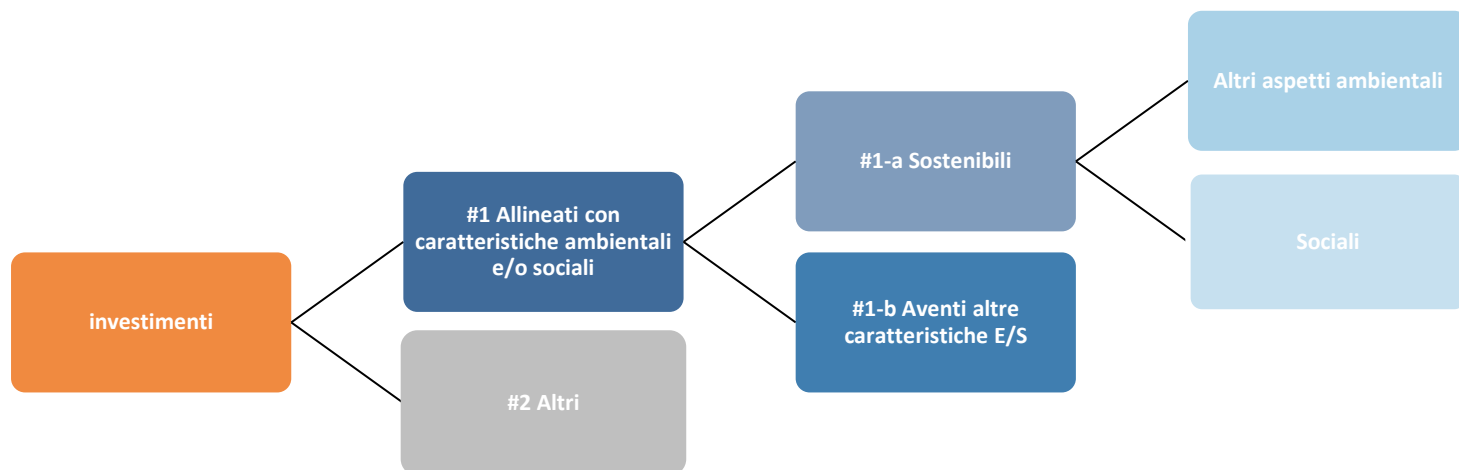 investimenti
#1 Allineati con
caratteristiche ambientali
e/o sociali
#2 Altri
#1-a Sostenibili
#1-b Aventi altre
caratteristiche E/S
Altri aspetti ambientali
Sociali